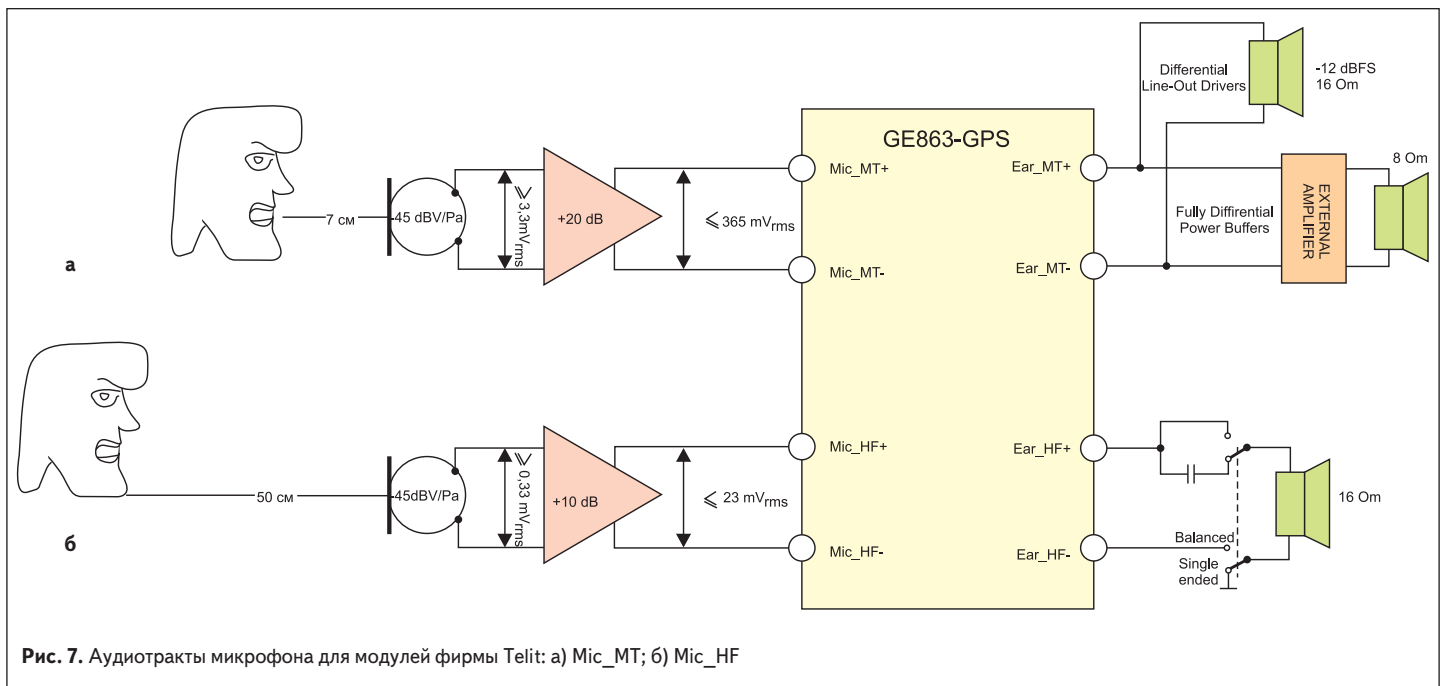 Differential
Line-Out Drivers
-12 dBFS
16 Om
GE863-GPS
7 см
-45 dBV/Pa
⩾ 3,3mVrms
+20 dB
⩽ 365 mVrms
Mic_MT+
Mic_MT-
Ear_MT+
Ear_MT-
Fully Diffirential
Power Buffers
EXTERNAL
AMPLIFIER
8 Om
а
50 см
-45dBV/Pa
⩾ 0,33 mVrms
+10 dB
⩽ 23 mVrms
Mic_HF+
Mic_HF-
Ear_HF+
Ear_HF-
Balanced
Single
ended
16 Om
б
Рис. 7. Аудиотракты микрофона для модулей фирмы Telit: а) Mic_MT; б) Mic_HF